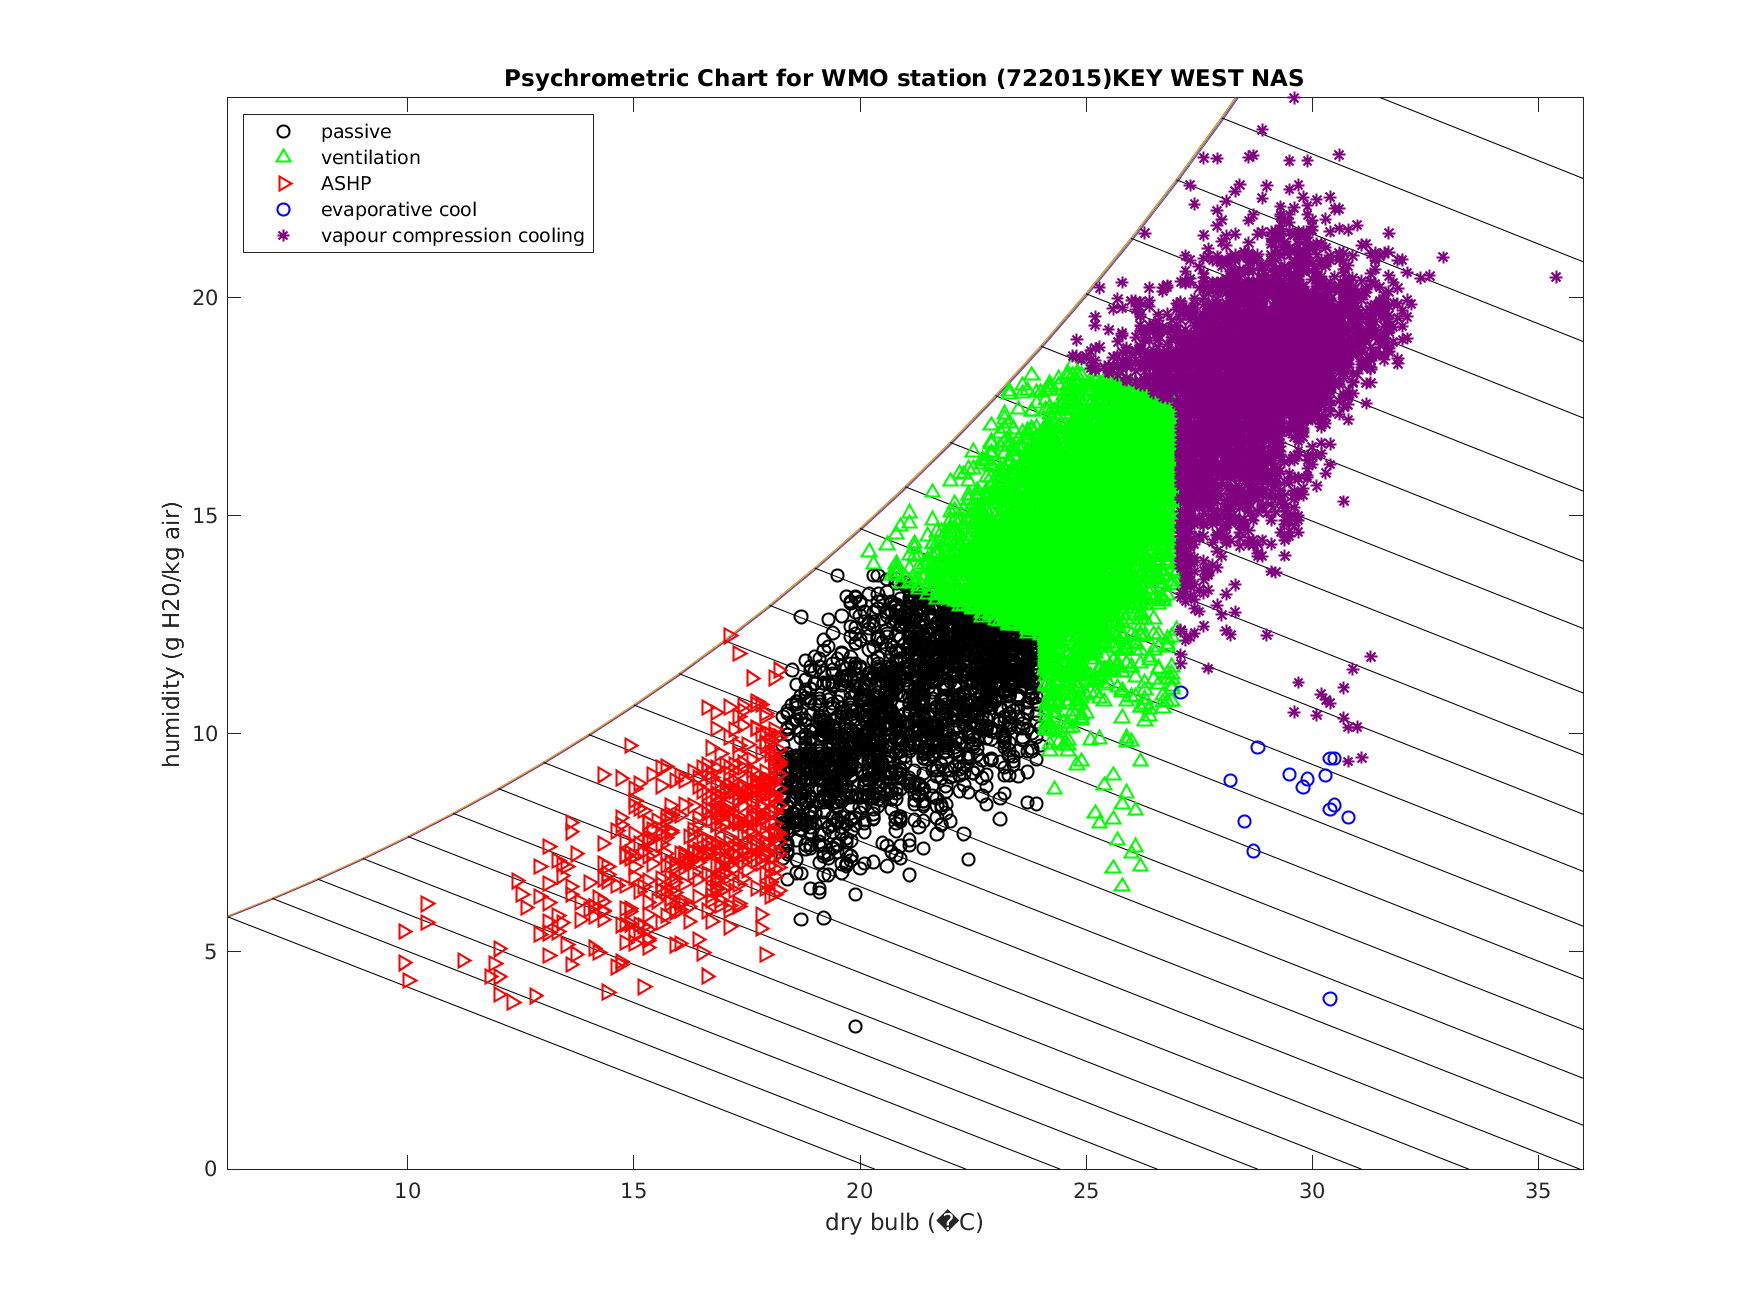 Psychrometric Chart for WMO station (722015)KEY WEST NAS
passive
ventilation
ASHP
evaporative cool
vapour compression cooling
humidity (g H20/kg air)
20
15
10
5
0
10 15 20 25 30 35
dry bulb (�C)